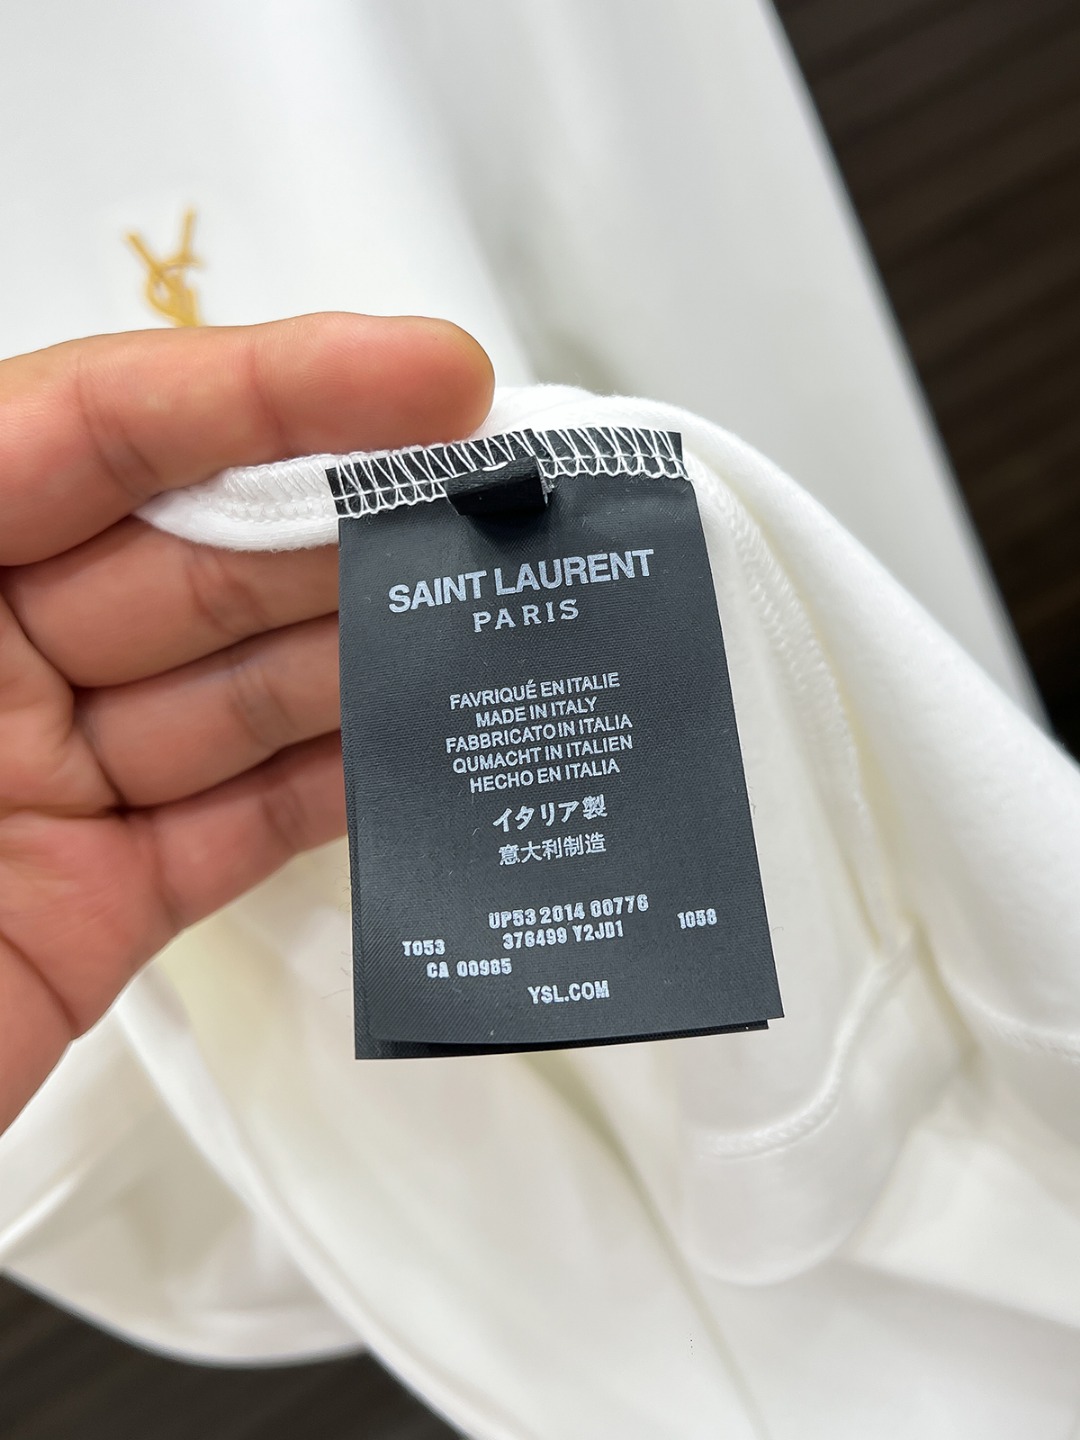 YSL
SAINT LAURENT
PARIS
FAVRIQUÉ EN ITALIE
MADE IN ITALY
FABBRICATO IN ITALIA
QUMACHT IN ITALIEN
HECHO EN ITALIA
イタリア製
意大利制造
UP53 2014 00776
T053 376499 Y2JD1 1058
CA 00985
YSL.COM